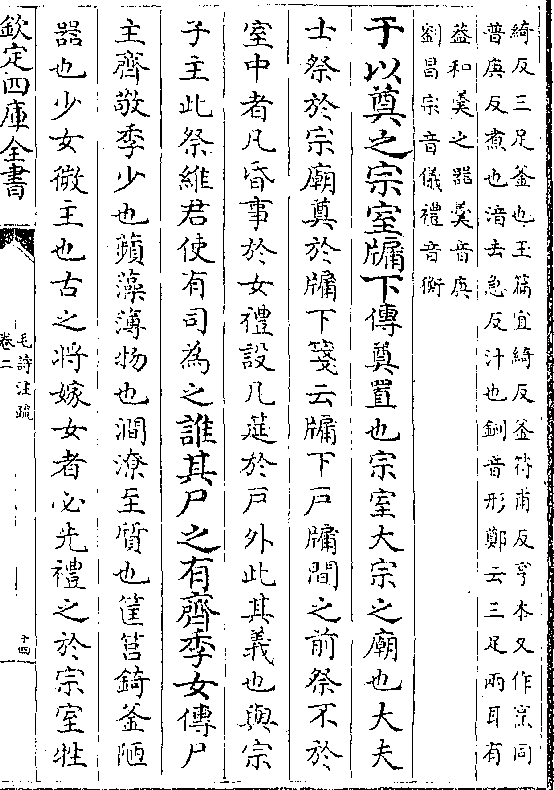 綺反三足釜也玉篇宜綺反釜符甫反亨本又作烹同
普庚反煮也湆去急反汁也鉶音形鄭云三足兩耳有
葢和羮之器羮音庚
劉昌宗音儀禮音衡
于以奠之宗室牖下傳奠置也宗室大宗之廟也大夫
士祭於宗廟奠於牖下箋云牖下戸牖間之前祭不於
室中者凡昏事於女禮設几筵於戸外此其義也與宗
子主此祭維君使有司為之誰其尸之有齊季女傳尸
主齊敬季少也蘋藻薄物也澗潦至質也筐筥錡釜陋
器也少女微主也古之將嫁女者必先禮之於宗室牲
欽定四庫全書
毛詩注疏
卷二
十四